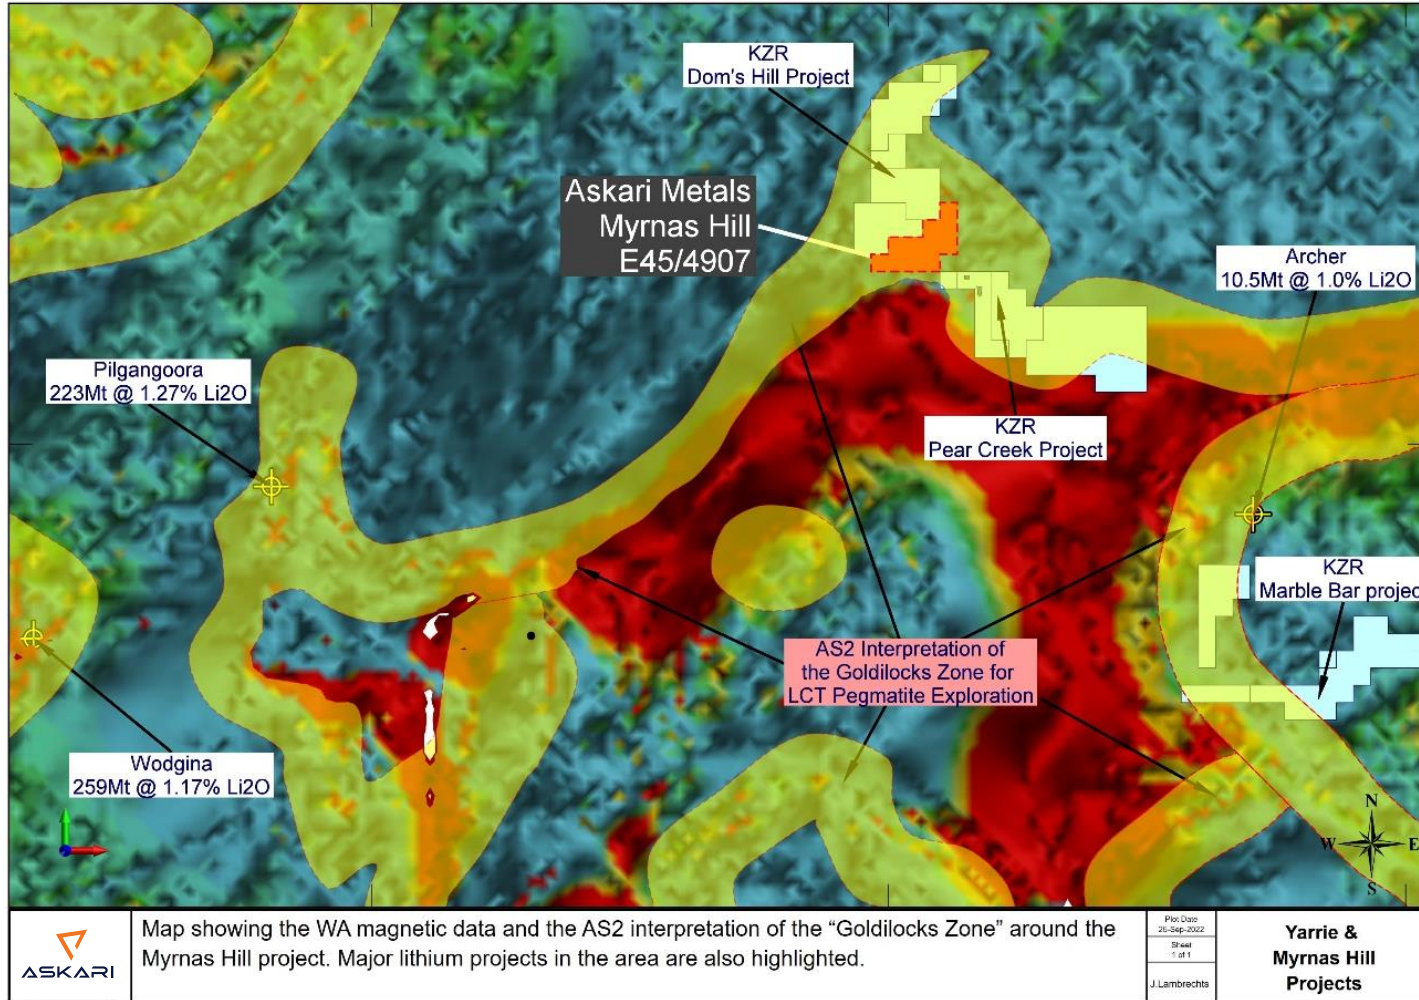 KZR
Dom's Hill Project
Askari Metals
Myrnas Hill
E45/4907
Archer
10.5Mt @ 1.0% Li2O
Pilgangoora
223Mt @ 1.27% Li2O
KZR
Pear Creek Project
KZR
Marble Bar projec
AS2 Interpretation of
the Goldilocks Zone for
LCT Pegmatite Exploration
Wodgina
259Mt @ 1.17% Li2O
N
W
E
S
ASKARI
Map showing the WA magnetic data and the AS2 interpretation of the “Goldilocks Zone” around the
Myrnas Hill project. Major lithium projects in the area are also highlighted.
Plot Date
25-Sep-2022
Sheet
1 of 1
J.Lambrechts
Yarrie &
Myrnas Hill
Projects